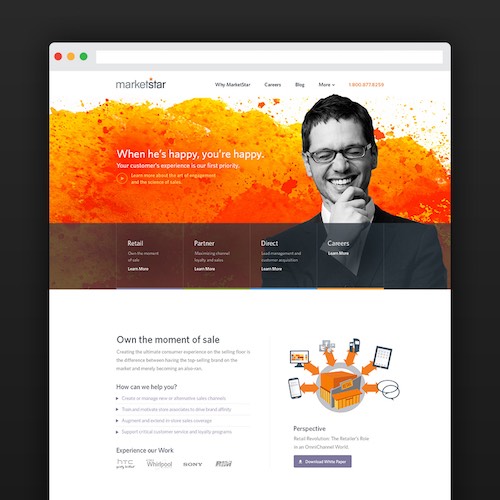 marketstar
Why MarketStar Careers Blog More 1-800.877.8259
When he's happy, you're happy.
Your customer's experience is our first priority.
Learn more about the art of engagement
and the science of sales.
Retail Partner Direct Careers
Own the moment
of sale
Maximizing channel
loyalty and sales
Lead management and
customer acquisition
Learn More Learn More Learn More Learn More
Own the moment of sale
Creating the ultimate consumer experience on the selling floor is
the difference between having the top-selling brand on the
market and merely becoming an also-ran.
How can we help you?
Create or manage new or alternative sales channels
Train and motivate store associates to drive brand affinity
Augment and extend in-store sales coverage
Support critical customer service and loyalty programs
Experience our Work
HTC
quietly brilliant
Whirlpool
SONY
Perspective
Retail Revolution: The Retailer's Role
in an OmniChannel World.
Download White Paper